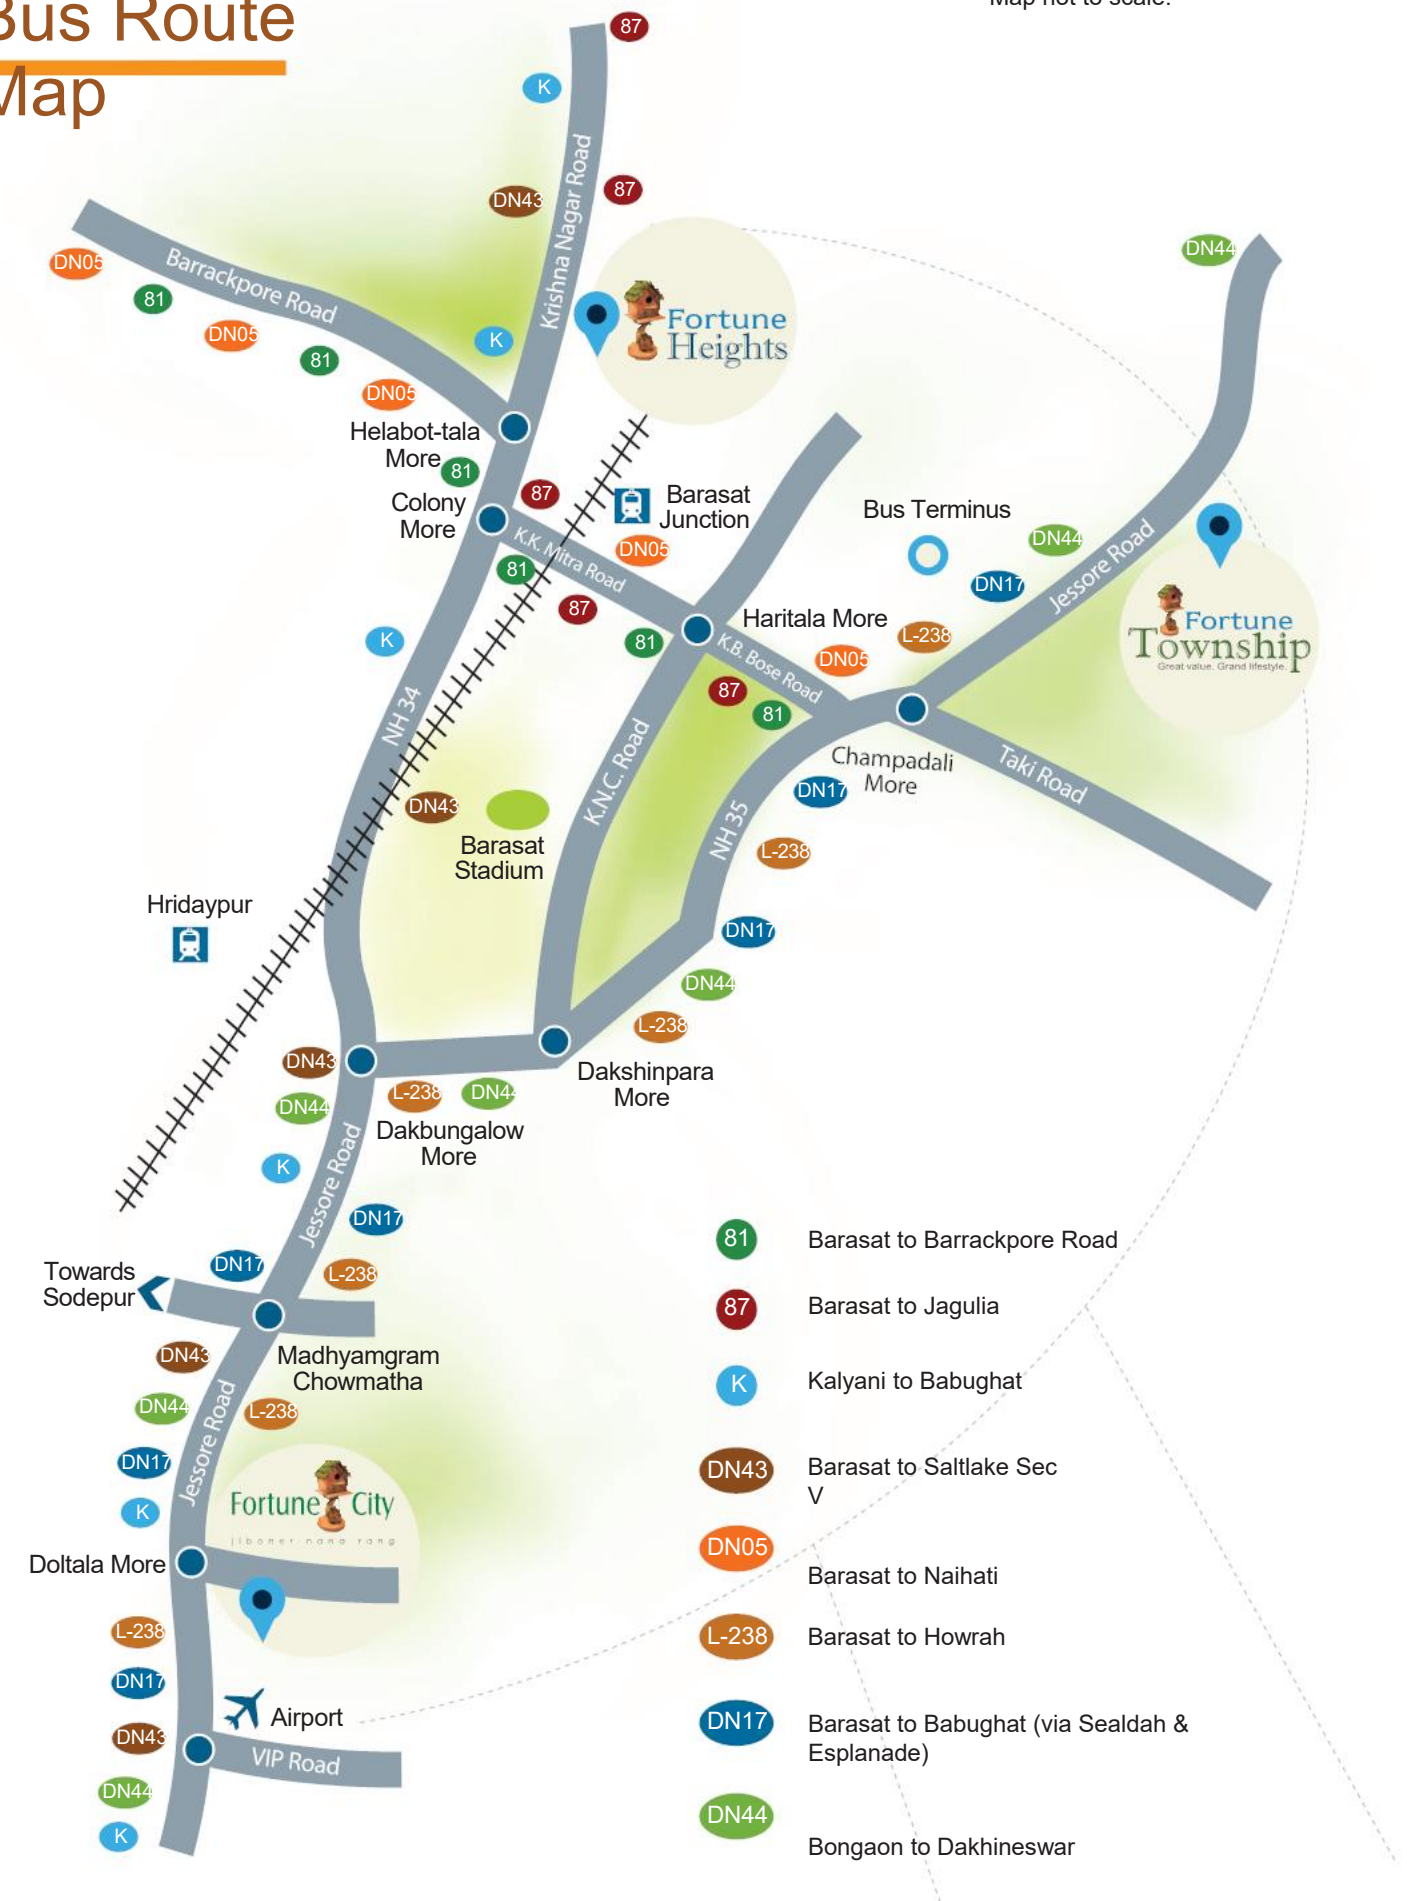 Bus Route
Map
Map not to scale.
87
K
Krishna Nagar Road
DN43
87
DN44
DN05
Barrackpore Road
81
DN05
K
Fortune
Heights
81
DN05
Helabot-tala
More
81
Colony
More
87
Barasat
Junction
K.K. Mitra Road
DN05
81
87
81
Bus Terminus
DN44
DN17
Jessore Road
Haritala More
L-238
DN05
K.B. Bose Road
87
81
Fortune
Township
Great value. Grand lifestyle.
K
NH 34
K.N.C. Road
Champadali
More
Taki Road
DN17
NH 35
L-238
DN43
Barasat
Stadium
Hridaypur
DN17
DN44
L-238
Dakshinpara
More
DN43
DN44
L-238
DN44
Dakbungalow
More
K
Jessore Road
DN17
DN17
L-238
Towards
Sodepur
Madhyamgram
Chowmatha
DN43
DN44
L-238
Jessore Road
DN17
K
Fortune City
jiboner nana rang
Doltala More
L-238
DN17
DN43
Airport
VIP Road
DN44
K
81 Barasat to Barrackpore Road
87 Barasat to Jagulia
K Kalyani to Babughat
DN43 Barasat to Saltlake Sec
V
DN05
Barasat to Naihati
L-238 Barasat to Howrah
DN17 Barasat to Babughat (via Sealdah &
Esplanade)
DN44
Bongaon to Dakhineswar